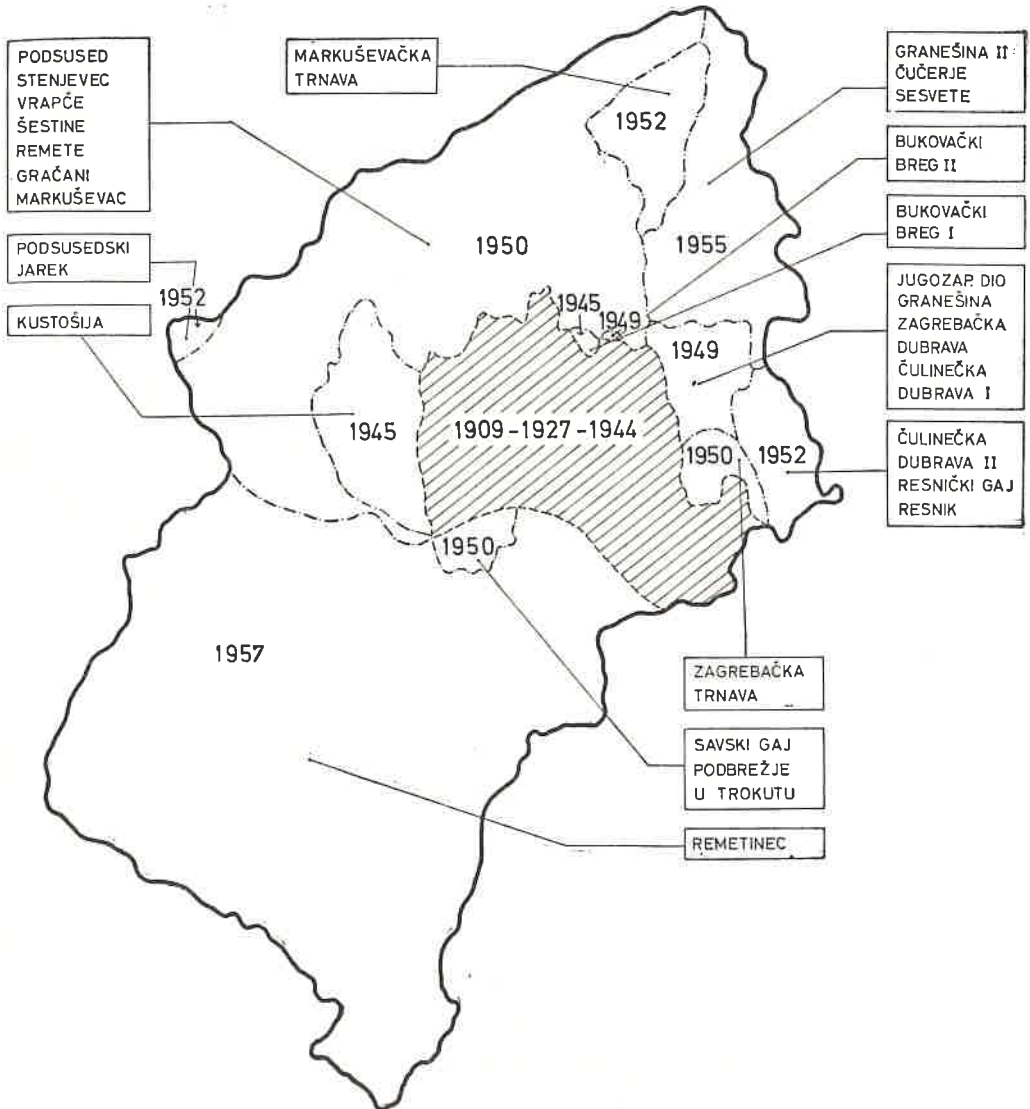 PODSUSED
STENJEVEC
VRAPČE
ŠESTINE
REMETE
GRAČANI
MARKUŠEVAC
MARKUŠEVAČKA
TRNAVA
GRANEŠINA II
ČUČERJE
SESVETE
BUKOVAČKI
BREG II
BUKOVAČKI
BREG I
PODSUSEDSKI
JAREK
KUSTOŠIJA
JUGOZAP. DIO
GRANEŠINA
ZAGREBAČKA
DUBRAVA
ČULINEČKA
DUBRAVA I
ČULINEČKA
DUBRAVA II
RESNIČKI GAJ
RESNIK
1952
1955
1950
1952
1945
1949
1949
1945
1909-1927-1944
1950
1952
1950
1957
ZAGREBAČKA
TRNAVA
SAVSKI GAJ
PODBREŽJE
U TROKUTU
REMETINEC